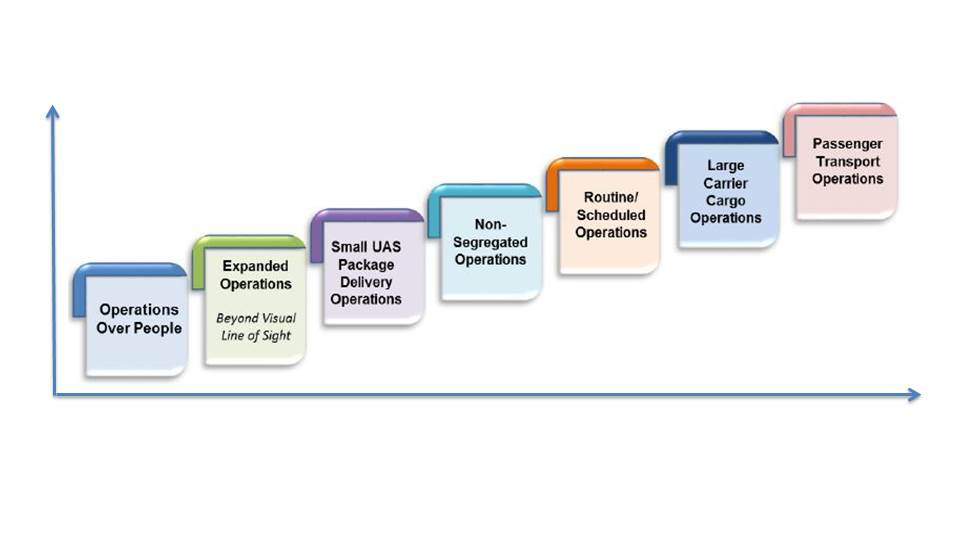 Operations
Over People
Expanded
Operations
Beyond Visual
Line of Sight
Small UAS
Package
Delivery
Operations
Non-
Segregated
Operations
Routine/
Scheduled
Operations
Large
Carrier
Cargo
Operations
Passenger
Transport
Operations